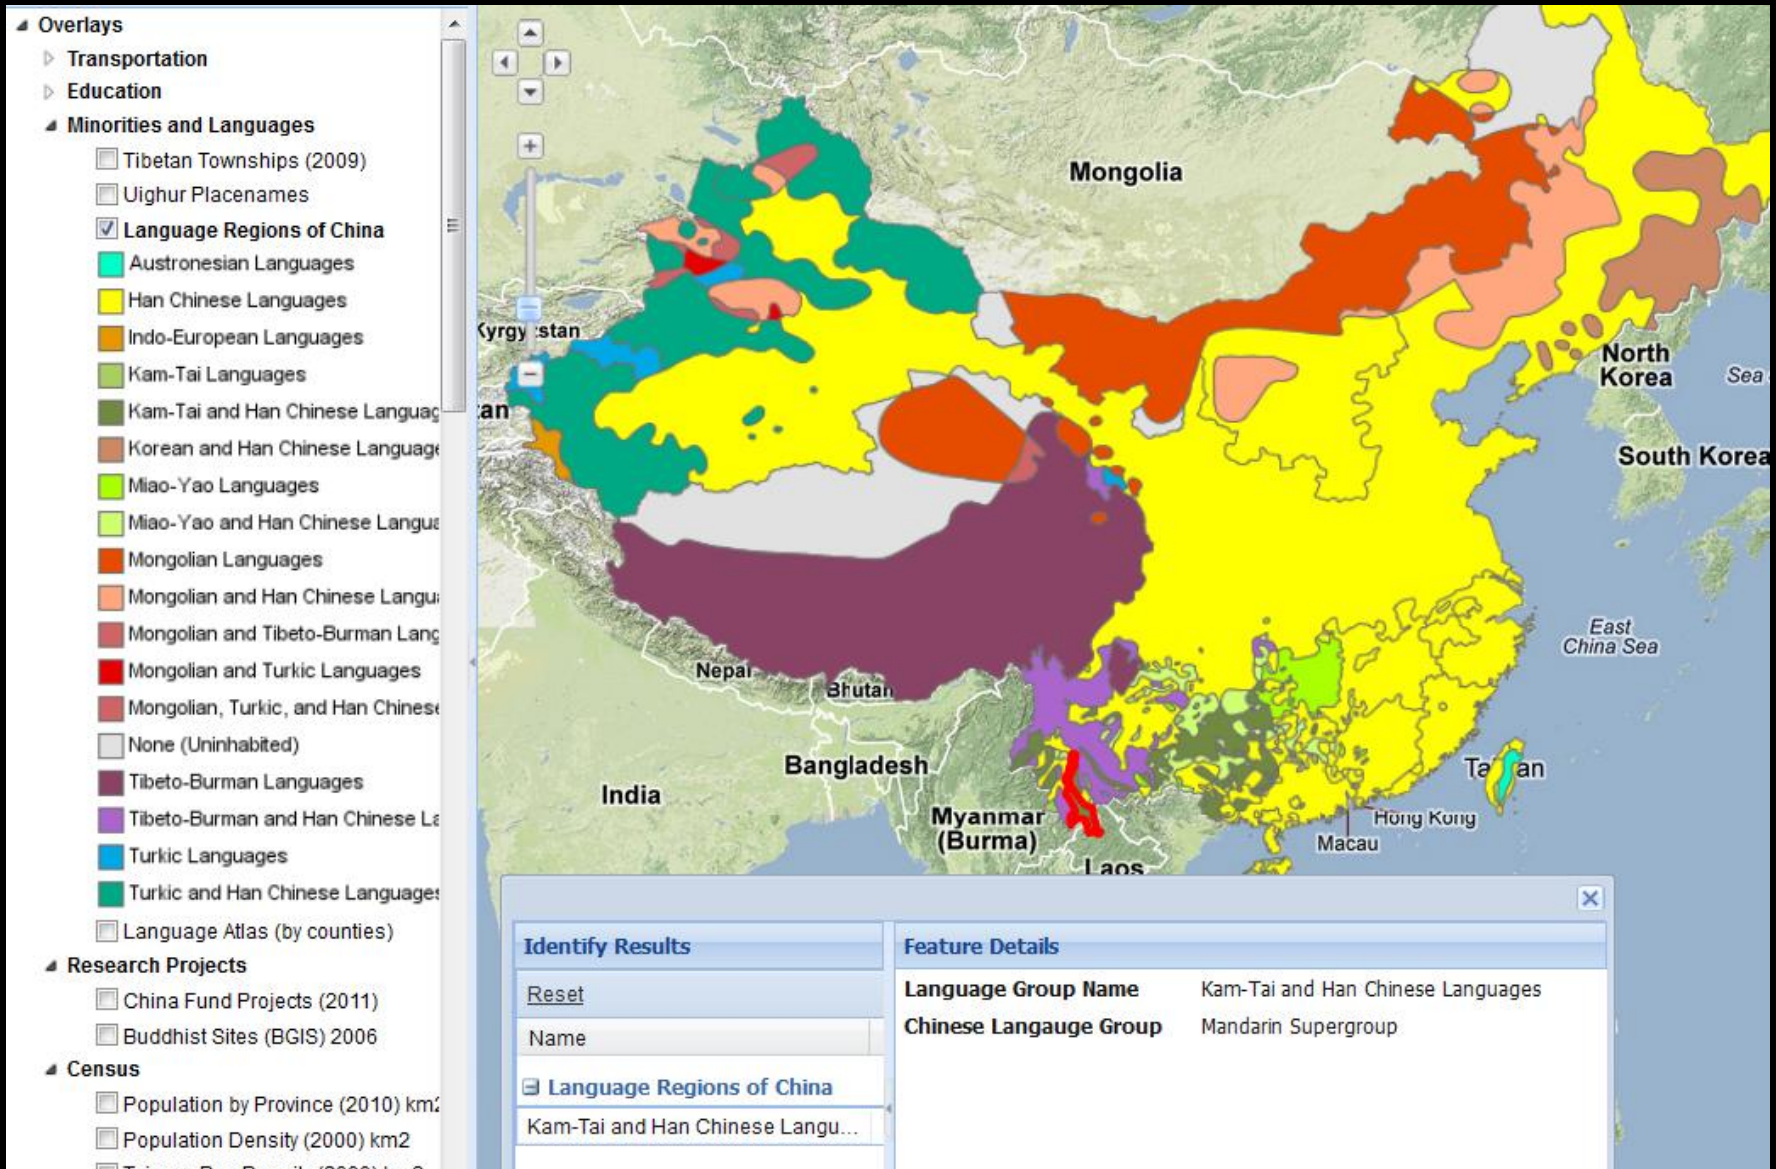 Overlays
Transportation
Education
Minorities and Languages
Tibetan Townships (2009)
Uighur Placenames
Language Regions of China
Austronesian Languages
Han Chinese Languages
Indo-European Languages
Kam-Tai Languages
Kam-Tai and Han Chinese Languag
Korean and Han Chinese Language
Miao-Yao Languages
Miao-Yao and Han Chinese Langua
Mongolian Languages
Mongolian and Han Chinese Langu
Mongolian and Tibeto-Burman Lang
Mongolian and Turkic Languages
Mongolian, Turkic, and Han Chinese
None (Uninhabited)
Tibeto-Burman Languages
Tibeto-Burman and Han Chinese La
Turkic Languages
Turkic and Han Chinese Languages
Language Atlas (by counties)
Research Projects
China Fund Projects (2011)
Buddhist Sites (BGIS) 2006
Census
Population by Province (2010) km2
Population Density (2000) km2
Mongolia
Kyrgyzstan
an
North
Korea
Sea
South Korea
East
China Sea
Nepal
Bhutan
Bangladesh
India
Myanmar
(Burma)
Laos
Taiwan
Hong Kong
Macau
Identify Results
Reset
Name
Language Regions of China
Kam-Tai and Han Chinese Langu...
Feature Details
Language Group Name Kam-Tai and Han Chinese Languages
Chinese Langauge Group Mandarin Supergroup